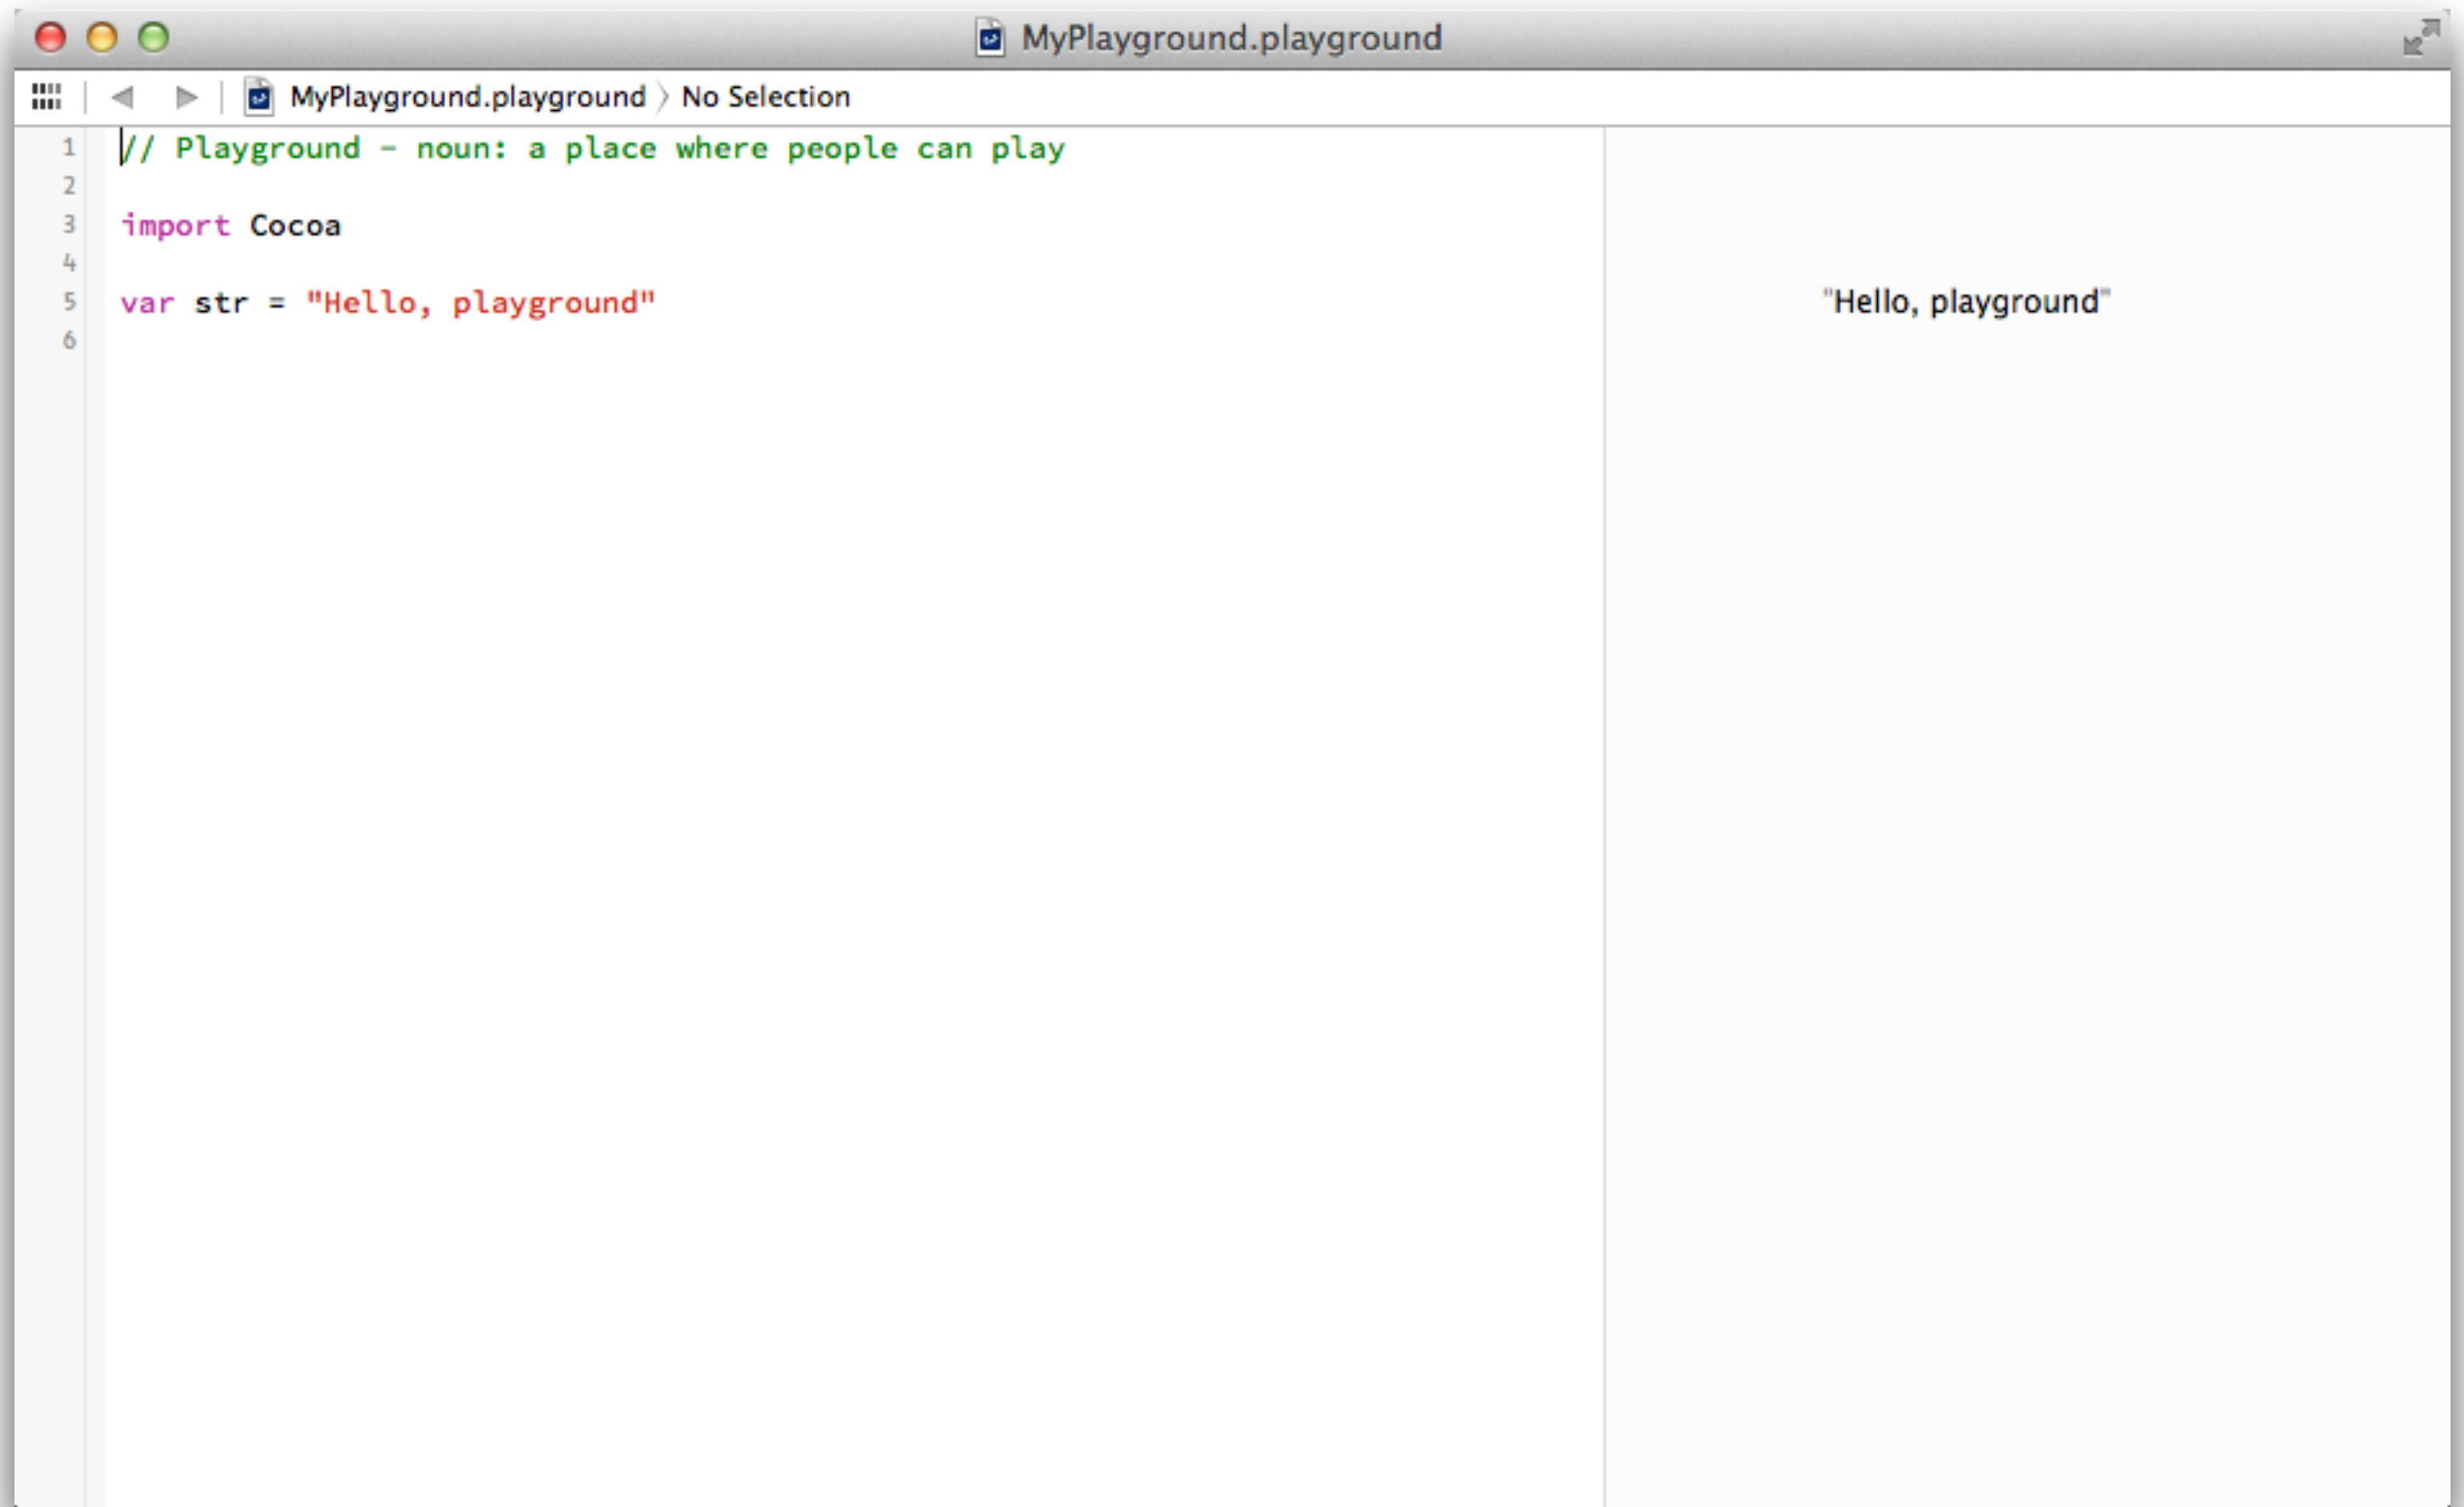 MyPlayground.playground
MyPlayground.playground 〉 No Selection
1 // Playground - noun: a place where people can play
2
3 import Cocoa
4
5 var str = "Hello, playground" "Hello, playground"
6